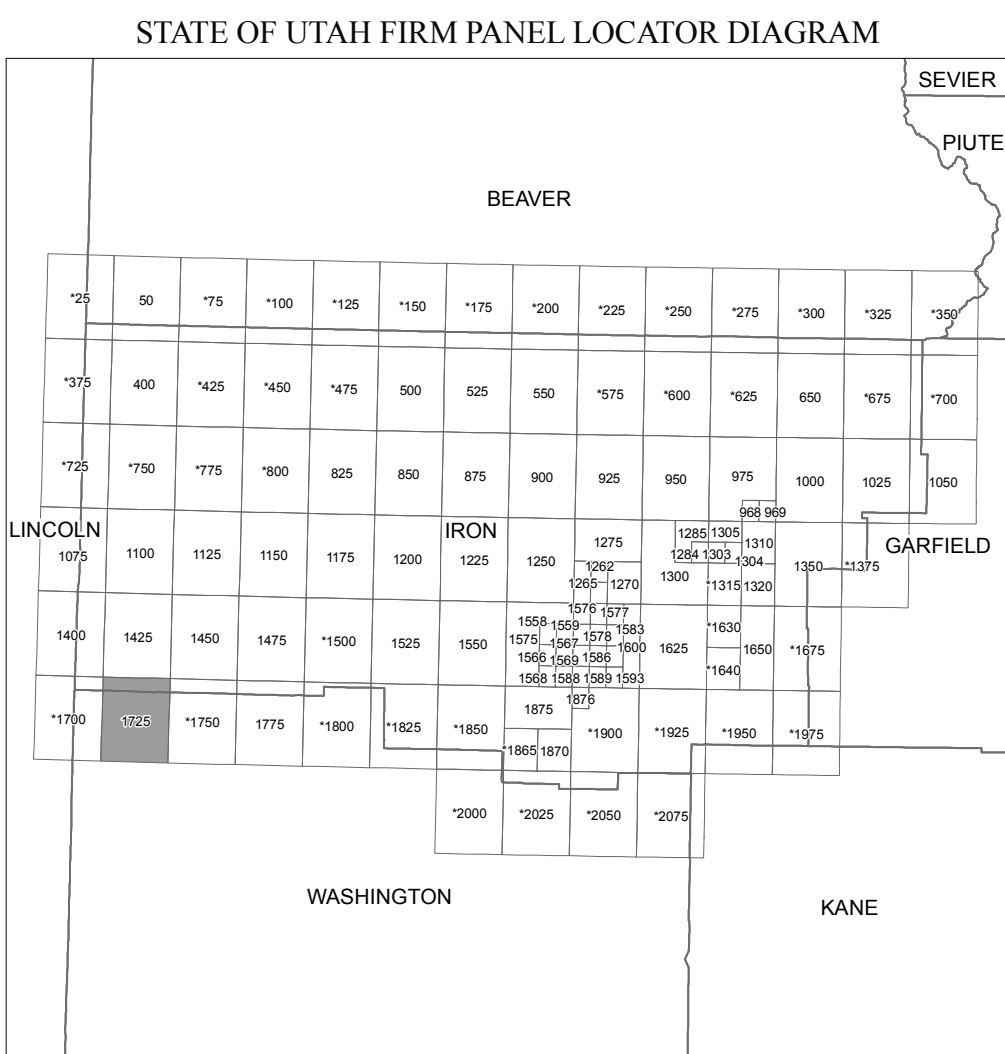 STATE OF UTAH FIRM PANEL LOCATOR DIAGRAM
SEVIER
PIUTE
BEAVER
*25 50 *75 *100 *125 *150 *175 *200 *225 *250 *275 *300 *325 *350
*375 400 *425 *450 *475 500 525 550 *575 *600 *625 650 *675 *700
*725 *750 *775 *800 825 850 875 900 925 950 975 1000 1025 1050
968 969
LINCOLN IRON GARFIELD
1075 1100 1125 1150 1175 1200 1225 1250 1275 1285 1305 1310
1284 1303 1304
1262 1300 1350 *1375
1265 1270 *1315 1320
1576 1577
1558 1559 1583 *1630
1400 1425 1450 1475 *1500 1525 1550 1575 1567 1578 1600 1625 1650 *1675
1566 1569 1586 *1640
1568 1588 1589 1593
1876
*1700 1725 *1750 1775 *1800 *1825 *1850 1875 *1900 *1925 *1950 *1975
*1865 1870
*2000 *2025 *2050 *2075
WASHINGTON
KANE